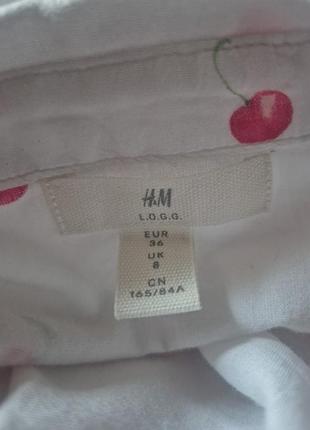 H&M
L.O.G.G.
EUR
36
UK
8
CN
165/84A